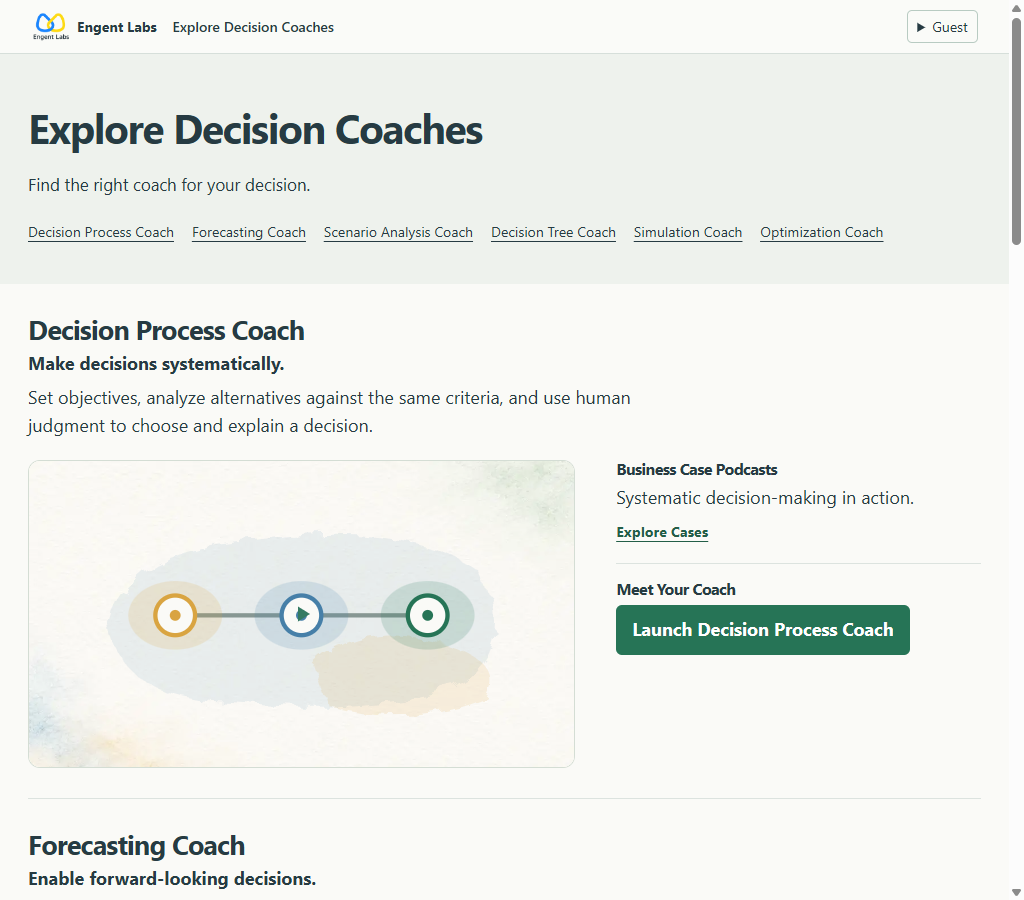 Engent Labs
Engent Labs
Explore Decision Coaches
▶ Guest
Explore Decision Coaches
Find the right coach for your decision.
Decision Process Coach
Forecasting Coach
Scenario Analysis Coach
Decision Tree Coach
Simulation Coach
Optimization Coach
Decision Process Coach
Make decisions systematically.
Set objectives, analyze alternatives against the same criteria, and use human
judgment to choose and explain a decision.
Business Case Podcasts
Systematic decision-making in action.
Explore Cases
Meet Your Coach
Launch Decision Process Coach
Forecasting Coach
Enable forward-looking decisions.